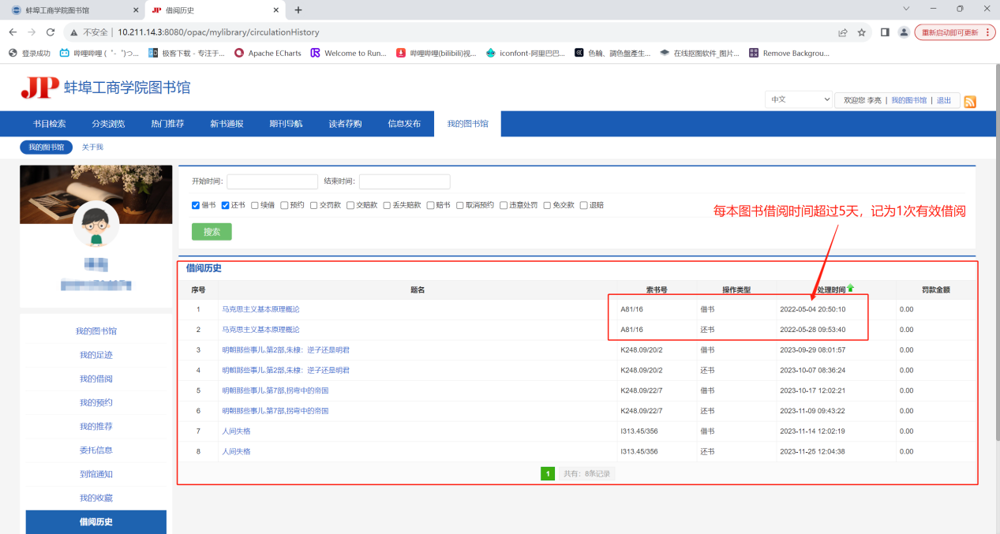 蚌埠工商学院图书馆 借阅历史
不安全 | 10.211.14.3:8080/opac/mylibrary/circulationHistory 重新启动即可更新
登录成功 哔哩哔哩 (゜-゜)つ... 极客下载 - 专注于... Apache ECharts Welcome to Run... 哔哩哔哩(bilibili)视... iconfont-阿里巴巴... 色輪、調色盤產生... 在线抠图软件_图片... Remove Backgrou...
JP 蚌埠工商学院图书馆
中文 欢迎您 李亮 | 我的图书馆 | 退出
书目检索 分类浏览 热门推荐 新书通报 期刊导航 读者荐购 信息发布 我的图书馆
我的图书馆 关于我
开始时间: 结束时间:
借书 还书 续借 预约 交罚款 交赔款 丢失赔款 赔书 取消预约 违章处罚 免交款 退赔
每本图书借阅时间超过5天，记为1次有效借阅
搜索
借阅历史
序号 题名 索书号 操作类型 处理时间 罚款金额
1 马克思主义基本原理概论 A81/16 借书 2022-05-04 20:50:10 0.00
2 马克思主义基本原理概论 A81/16 还书 2022-05-28 09:53:40 0.00
3 明朝那些事儿.第2部,朱棣：逆子还是明君 K248.09/20/2 借书 2023-09-29 08:01:57 0.00
4 明朝那些事儿.第2部,朱棣：逆子还是明君 K248.09/20/2 还书 2023-10-07 08:36:24 0.00
5 明朝那些事儿.第7部,拐弯中的帝国 K248.09/22/7 借书 2023-10-17 12:02:21 0.00
6 明朝那些事儿.第7部,拐弯中的帝国 K248.09/22/7 还书 2023-11-09 09:43:22 0.00
7 人间失格 I313.45/356 借书 2023-11-14 12:02:19 0.00
8 人间失格 I313.45/356 还书 2023-11-25 12:04:38 0.00
1 共有：8条记录
我的图书馆
我的足迹
我的借阅
我的预约
我的推荐
委托信息
到馆通知
我的收藏
借阅历史